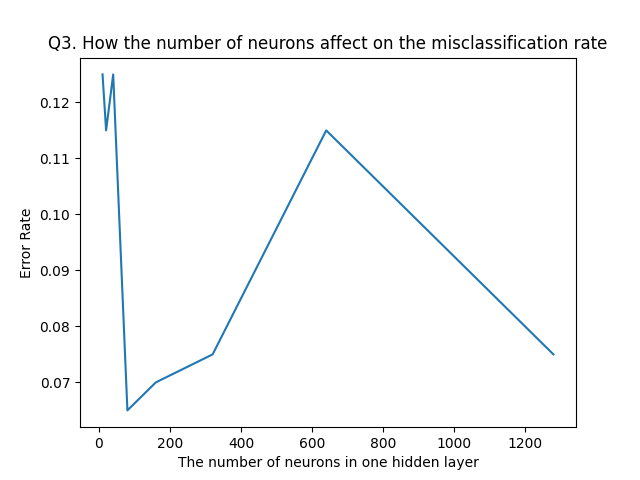 Q3. How the number of neurons affect on the misclassification rate
Error Rate
0.12
0.11
0.10
0.09
0.08
0.07
0 200 400 600 800 1000 1200
The number of neurons in one hidden layer